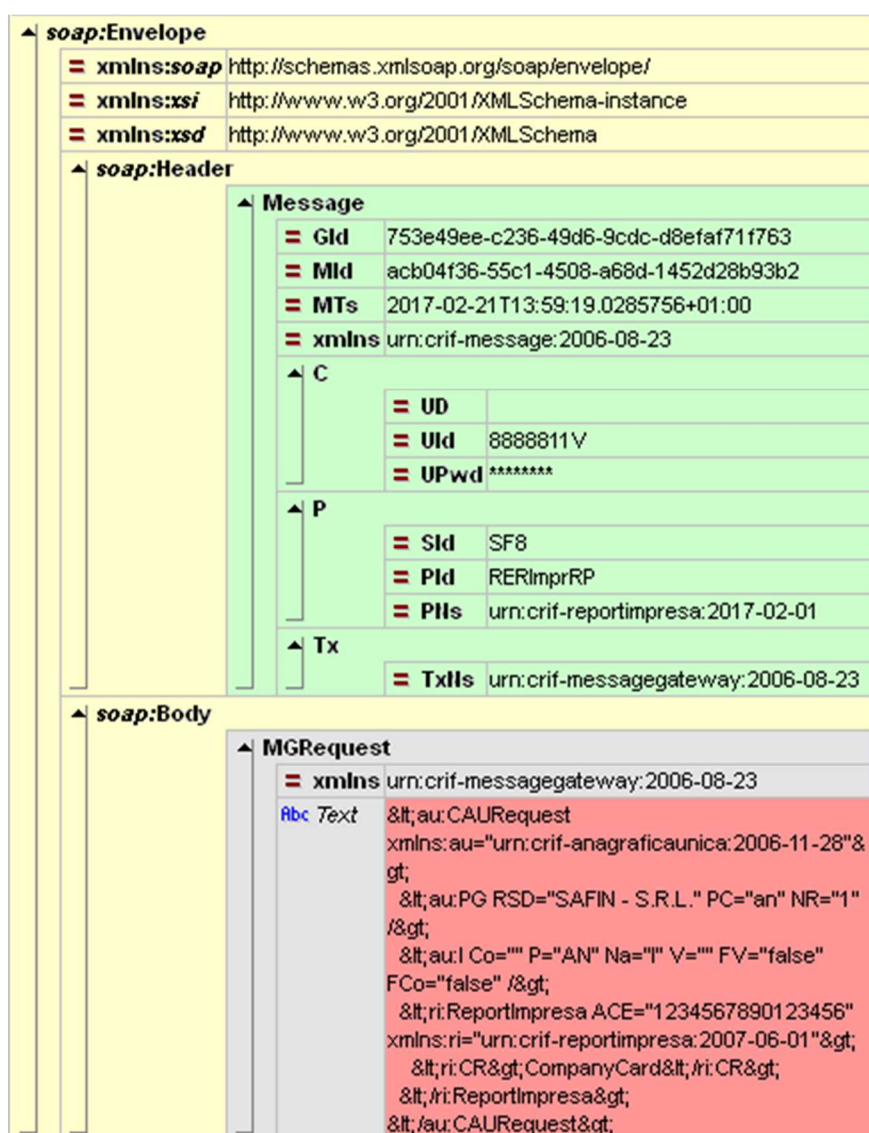 soap:Envelope
= xmlns:soap http://schemas.xmlsoap.org/soap/envelope/
= xmlns:xsi http://www.w3.org/2001/XMLSchema-instance
= xmlns:xsd http://www.w3.org/2001/XMLSchema
soap:Header
Message
= GId 753e49ee-c236-49d6-9cdc-d8efaf71f763
= MId acb04f36-55c1-4508-a68d-1452d28b93b2
= MTs 2017-02-21T13:59:19.0285756+01:00
= xmlns urn:crif-message:2006-08-23
C
= UD
= UId 8888811V
= UPwd ********
P
= SId SF8
= PId RERImprRP
= PNs urn:crif-reportimpresa:2017-02-01
Tx
= TxNs urn:crif-messagegateway:2006-08-23
soap:Body
MGRequest
= xmlns urn:crif-messagegateway:2006-08-23
Abc Text &lt;au:CAURequest
xmlns:au="urn:crif-anagraficaunica:2006-11-28"&
gt;
&lt;au:PG RSD="SAFIN - S.R.L." PC="an" NR="1"
/&gt;
&lt;au:I Co="" P="AN" Na="I" V="" FV="false"
FCo="false" /&gt;
&lt;ri:ReportImpresa ACE="1234567890123456"
xmlns:ri="urn:crif-reportimpresa:2007-06-01"&gt;
&lt;ri:CR&gt;CompanyCard&lt;/ri:CR&gt;
&lt;/ri:ReportImpresa&gt;
&lt;/au:CAURequest&gt;